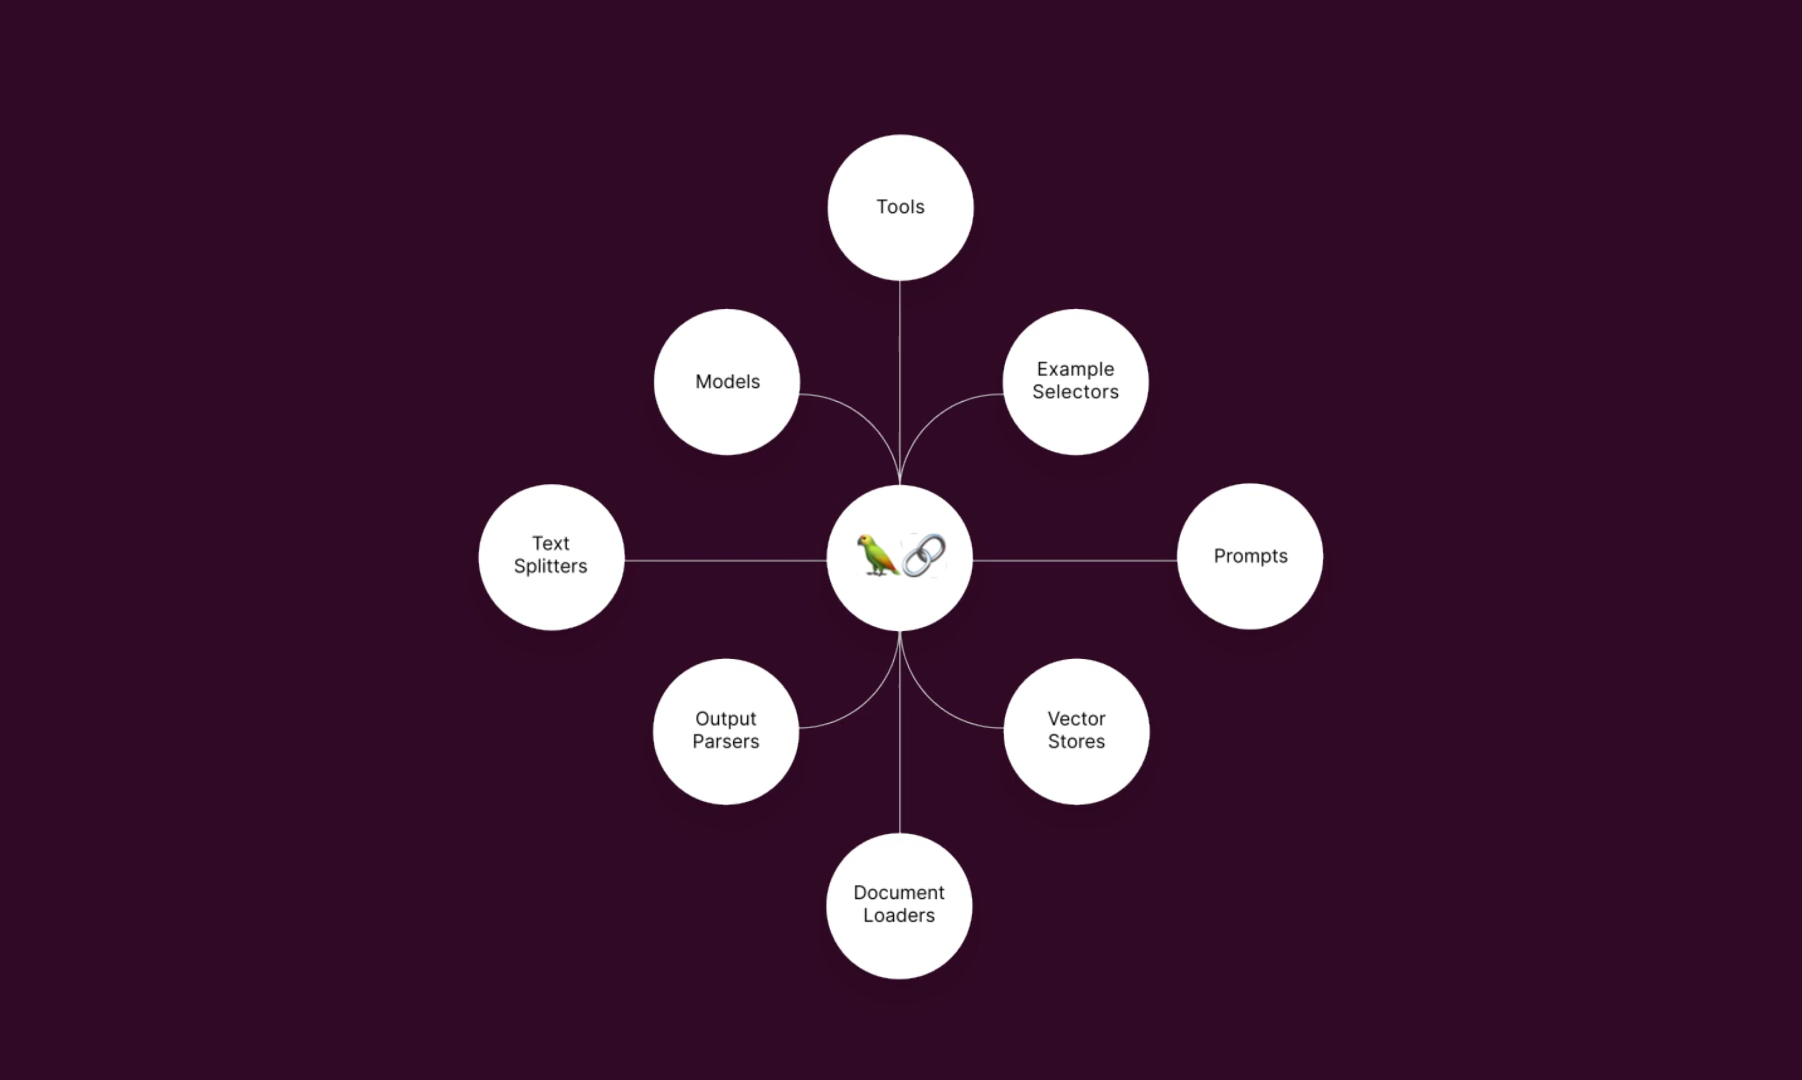 Tools
Models
Example
Selectors
Text
Splitters
Prompts
Output
Parsers
Vector
Stores
Document
Loaders